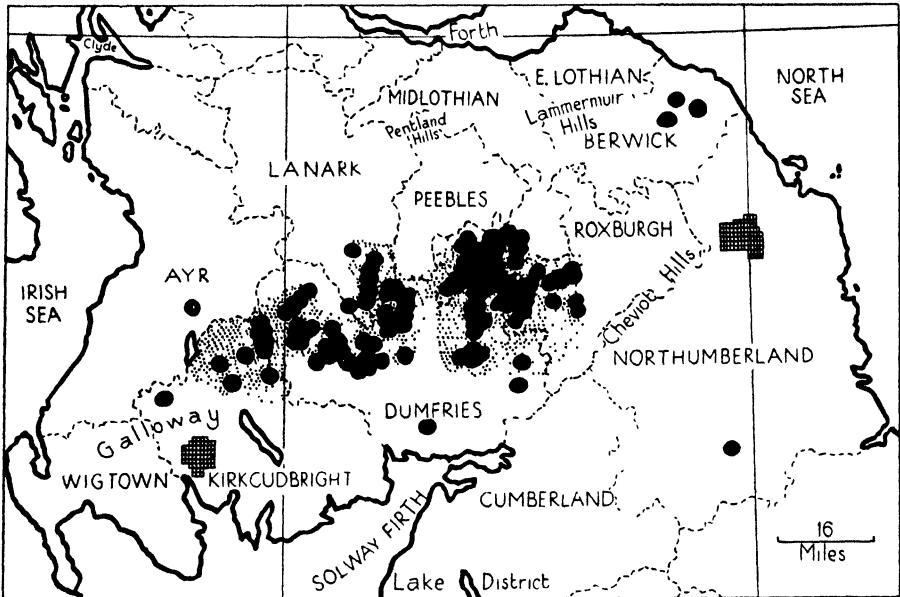 Clyde
Forth
E. LOTHIAN
NORTH
SEA
MIDLOTHIAN
Lammermuir
Hills
Pentland
Hills
BERWICK
LANARK
PEEBLES
ROXBURGH
AYR
IRISH
SEA
Cheviot Hills
NORTHUMBERLAND
DUMFRIES
Galloway
WIGTOWN
KIRKCUDBRIGHT
CUMBERLAND
SOLWAY FIRTH
16
Miles
Lake District